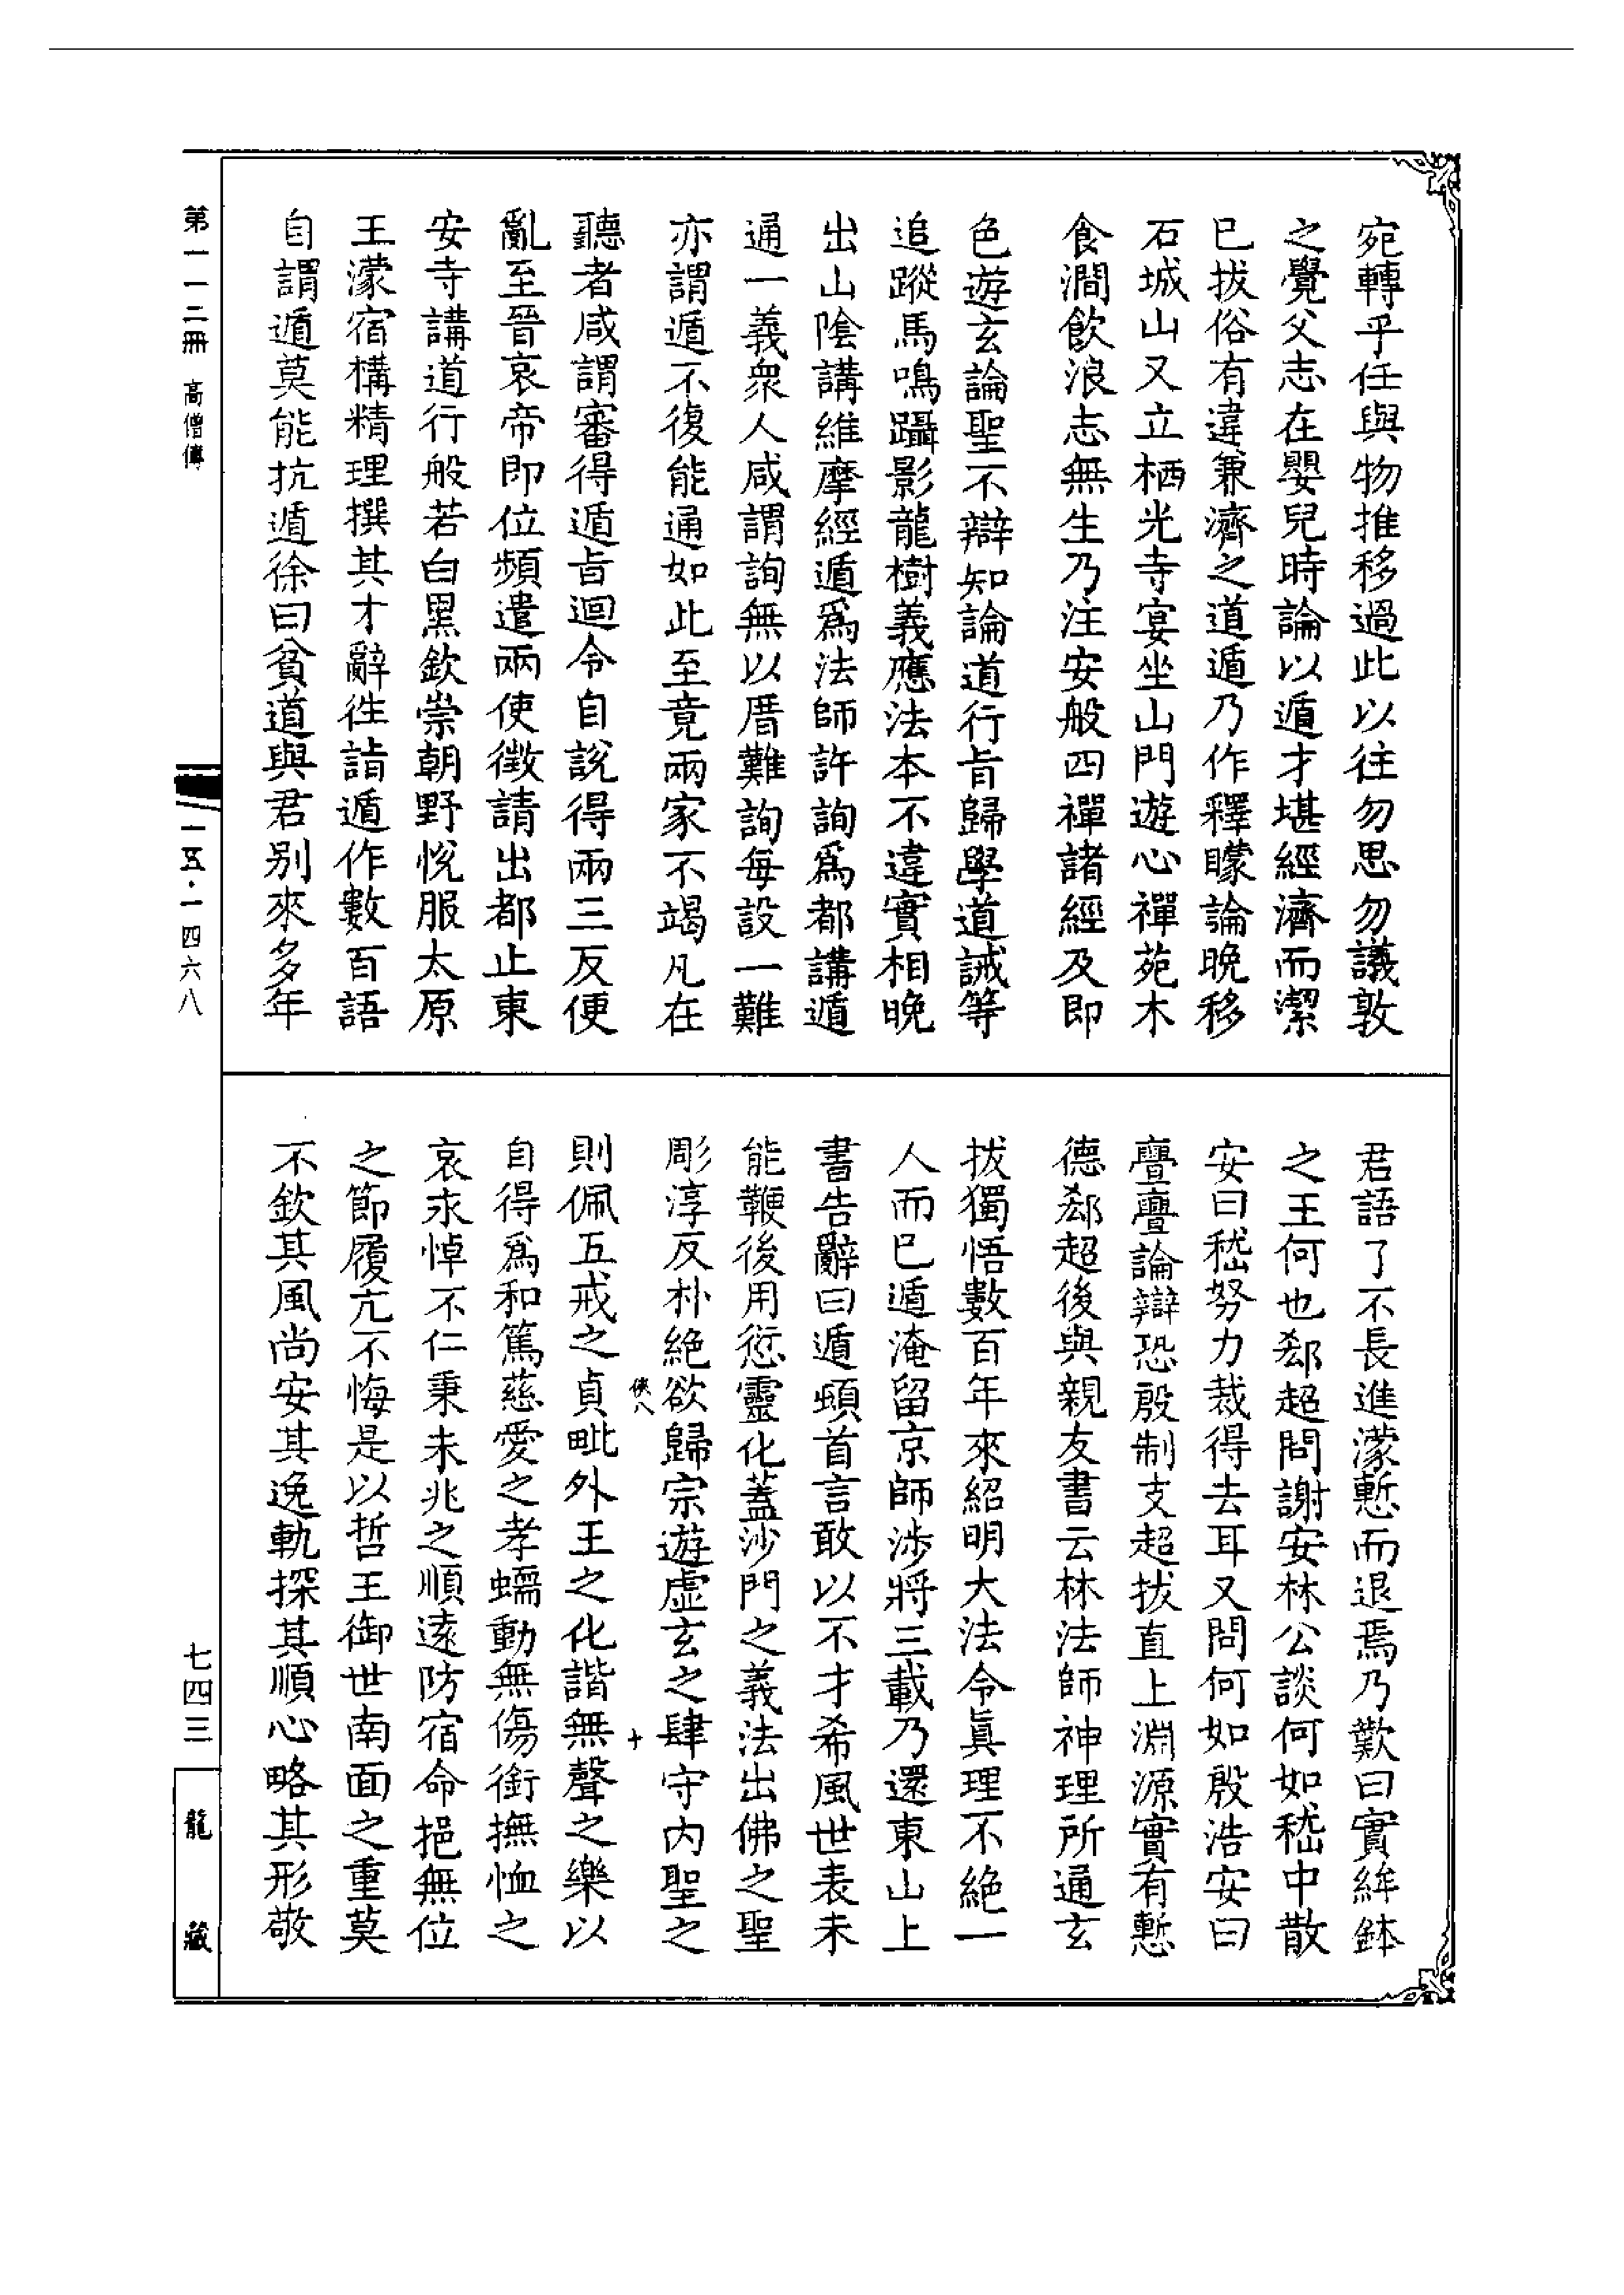 宛轉乎任與物推移過此以往勿思勿議敦
之覺父志在嬰兒時論以遁才堪經濟而潔
已拔俗有違兼濟之道遁乃作釋矇論晚移
石城山又立栖光寺宴坐山門遊心禪苑木
食澗飲浪志無生乃注安般四禪諸經及即
色遊玄論聖不辯知論道行旨歸學道誡等
追蹤馬鳴躡影龍樹義應法本不違實相晚
出山陰講維摩經遁爲法師許詢爲都講遁
通一義衆人咸謂詢無以厝難詢每設一難
亦謂遁不復能通如此至竟兩家不竭凡在
聽者咸謂審得遁旨迴令自說得兩三反便
亂至晉哀帝即位頻遣兩使徵請出都止東
安寺講道行般若白黑欽崇朝野悅服太原
王濛宿構精理撰其才辭往詣遁作數百語
自謂遁莫能抗遁徐曰貧道與君别來多年
君語了不長進濛慙而退焉乃歎曰實緇鉢
之王何也郄超問謝安林公談何如嵇中散
安曰嵇努力裁得去耳又問何如殷浩安曰
亹亹論辯恐殷制支超拔直上淵源實有慙
德郄超後與親友書云林法師神理所通玄
拔獨悟數百年來紹明大法令眞理不絶一
人而已遁淹留京師涉將三載乃還東山上
書告辭曰遁頓首言敢以不才希風世表未
能鞭後用愆靈化蓋沙門之義法出佛之聖
彫淳反朴絶欲歸宗遊虚玄之肆守内聖之
俠八 十
則佩五戒之貞毗外王之化諧無聲之樂以
自得爲和篤慈愛之孝蠕動無傷銜撫恤之
哀永悼不仁秉未兆之順遠防宿命挹無位
之節履亢不悔是以哲王御世南面之重莫
不欽其風尚安其逸軌探其順心略其形敬
第一一二冊 高僧傳
一五·一四六八
七四三
龍藏